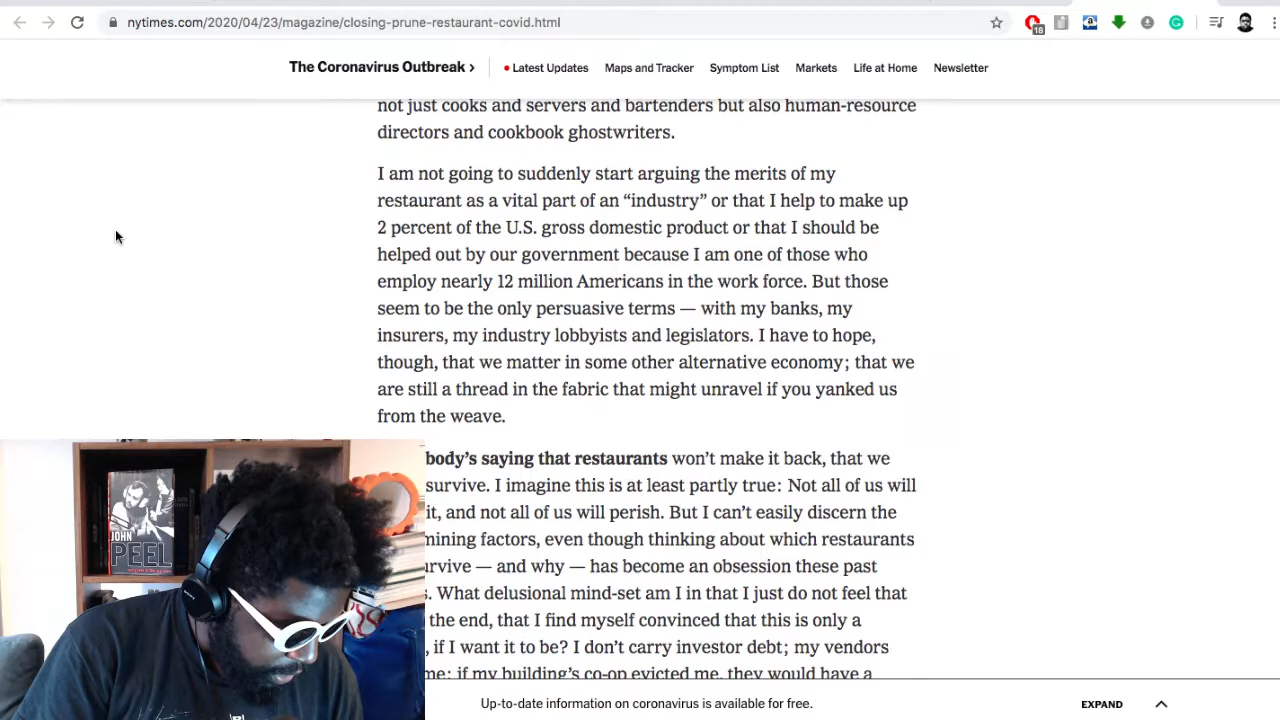 nytimes.com/2020/04/23/magazine/closing-prune-restaurant-covid.html
18
The Coronavirus Outbreak ›
Latest Updates
Maps and Tracker
Symptom List
Markets
Life at Home
Newsletter
not just cooks and servers and bartenders but also human-resource
directors and cookbook ghostwriters.
I am not going to suddenly start arguing the merits of my
restaurant as a vital part of an “industry” or that I help to make up
2 percent of the U.S. gross domestic product or that I should be
helped out by our government because I am one of those who
employ nearly 12 million Americans in the work force. But those
seem to be the only persuasive terms — with my banks, my
insurers, my industry lobbyists and legislators. I have to hope,
though, that we matter in some other alternative economy; that we
are still a thread in the fabric that might unravel if you yanked us
from the weave.
body’s saying that restaurants won’t make it back, that we
survive. I imagine this is at least partly true: Not all of us will
it, and not all of us will perish. But I can’t easily discern the
mining factors, even though thinking about which restaurants
urvive — and why — has become an obsession these past
s. What delusional mind-set am I in that I just do not feel that
the end, that I find myself convinced that this is only a
, if I want it to be? I don’t carry investor debt; my vendors
me; if my building’s co-op evicted me, they would have a
JOHN
PEEL
SONY
Up-to-date information on coronavirus is available for free.
EXPAND